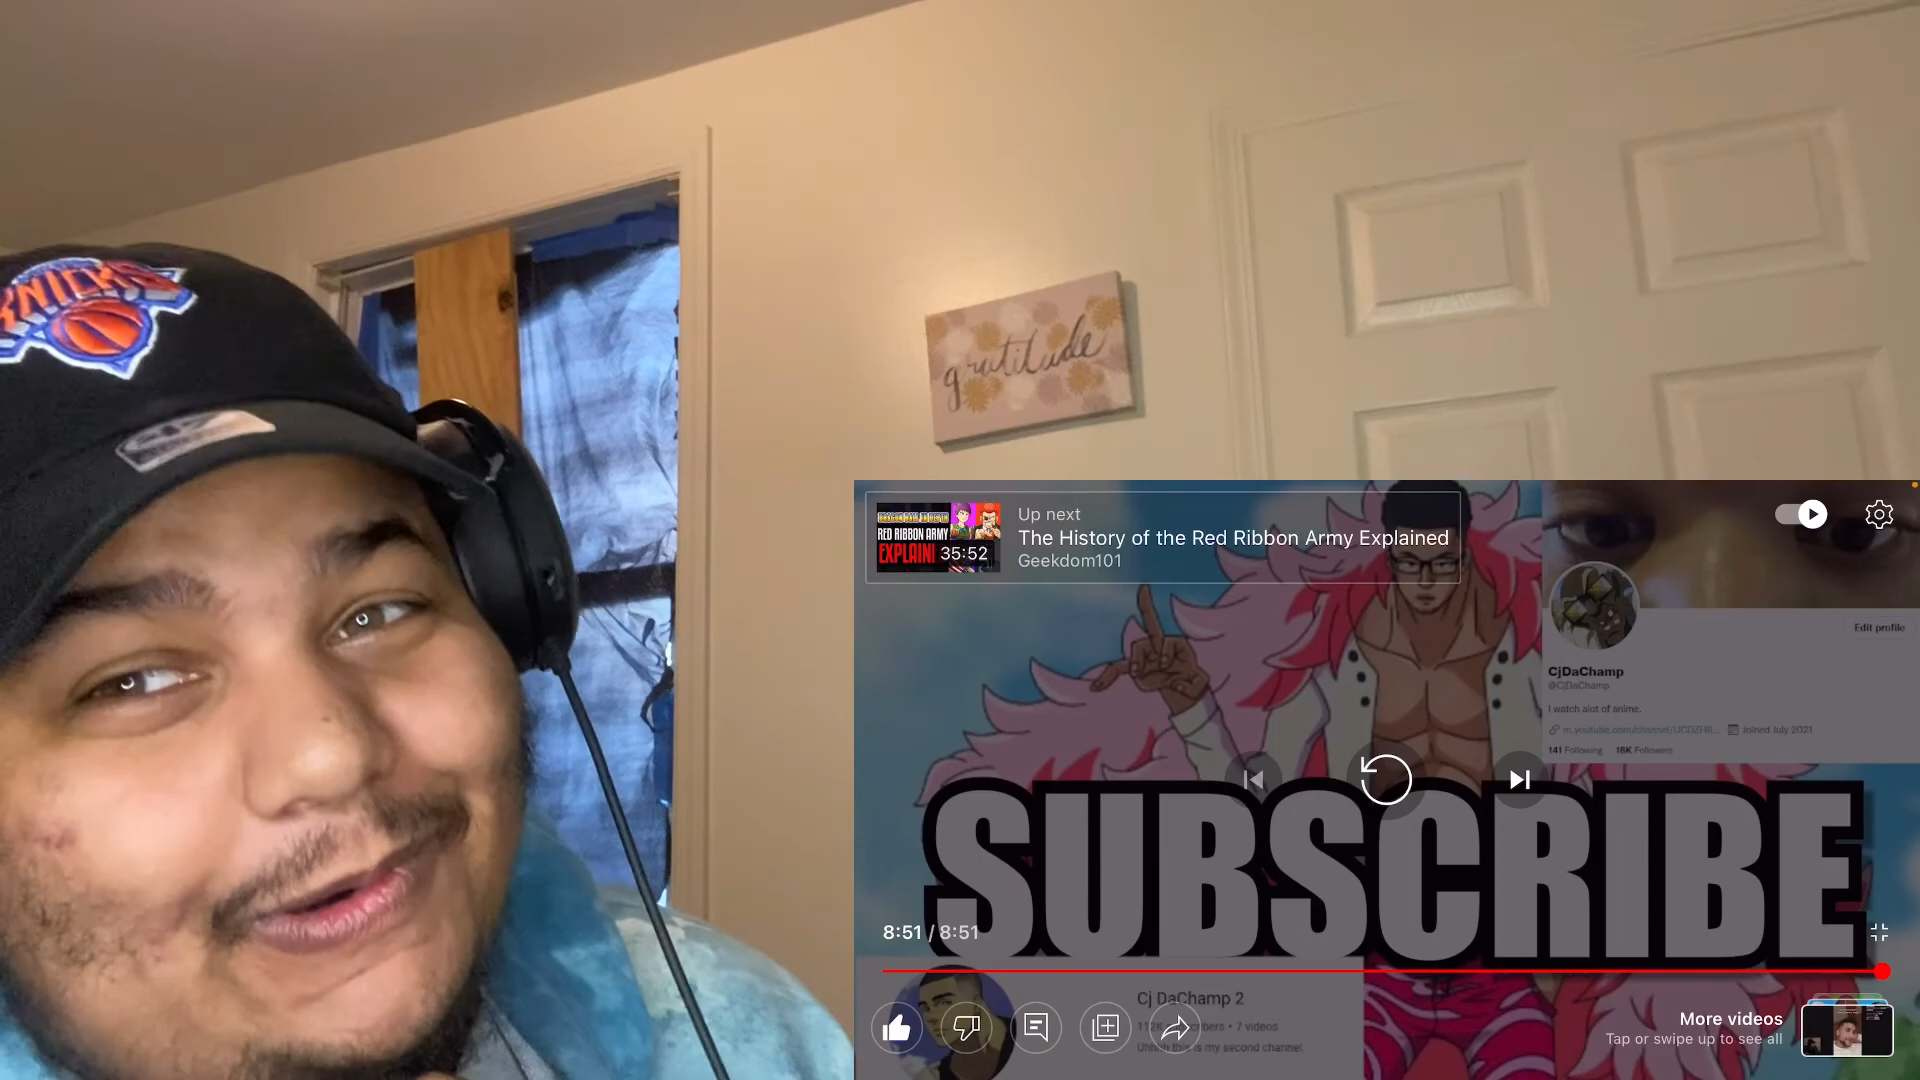 KNICKS
gratitude
Up next
The History of the Red Ribbon Army Explained
Geekdom101
RED RIBBON ARMY
EXPLAINI
35:52
Edit profile
CjDaChamp
@CjDaChamp
I watch alot of anime.
Joined July 2021
141 Following 18K Followers
SUBSCRIBE
8:51 / 8:51
Cj DaChamp 2
• 7 videos
this is my second channel.
More videos
Tap or swipe up to see all